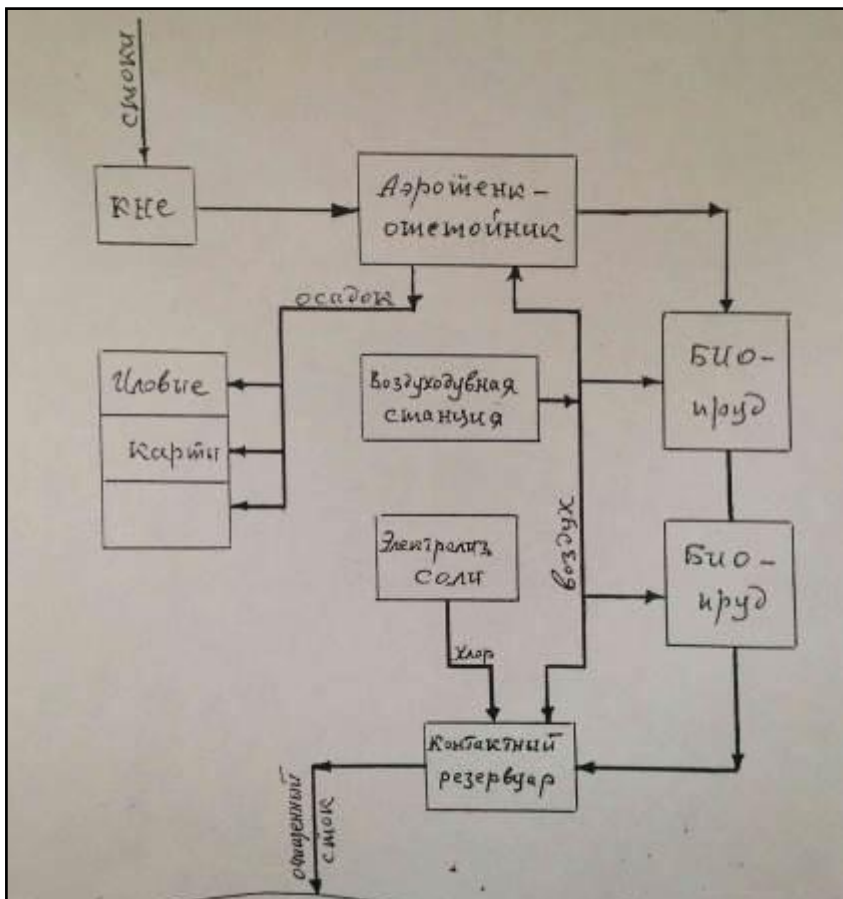 стоки
КНС
Аэротенк-
отстойник
осадок
Иловые
карты
Воздуходувная
станция
БИО-
пруд
Электролиз
соли
воздух
БИО-
пруд
хлор
Контактный
резервуар
очищенный
сток